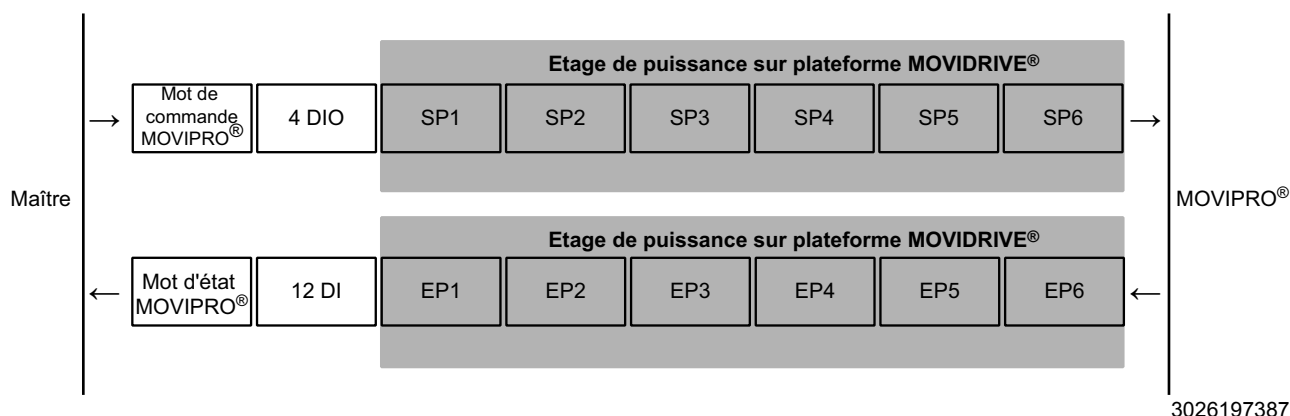 Etage de puissance sur plateforme MOVIDRIVE®
Mot de
commande
MOVIPRO®
4 DIO
SP1
SP2
SP3
SP4
SP5
SP6
Maître
MOVIPRO®
Etage de puissance sur plateforme MOVIDRIVE®
Mot d'état
MOVIPRO®
12 DI
EP1
EP2
EP3
EP4
EP5
EP6
3026197387